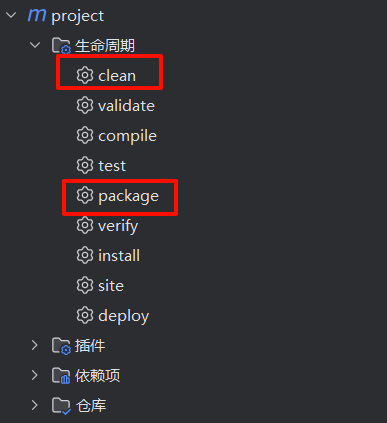 m project
生命周期
clean
validate
compile
test
package
verify
install
site
deploy
插件
依赖项
仓库